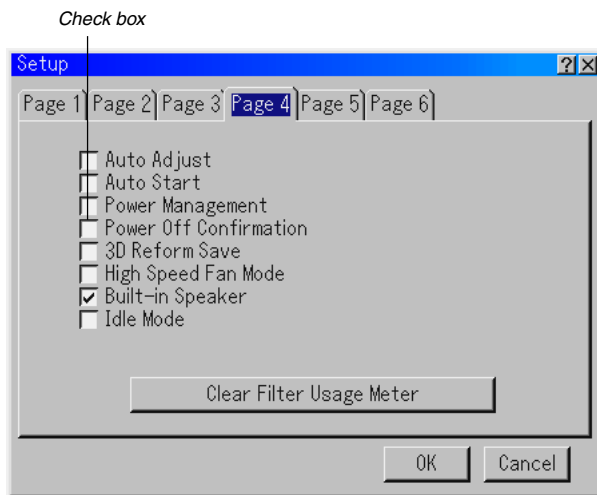 Check box
Setup
Page 1 Page 2 Page 3 Page 4 Page 5 Page 6
Auto Adjust
Auto Start
Power Management
Power Off Confirmation
3D Reform Save
High Speed Fan Mode
Built-in Speaker
Idle Mode
Clear Filter Usage Meter
OK Cancel